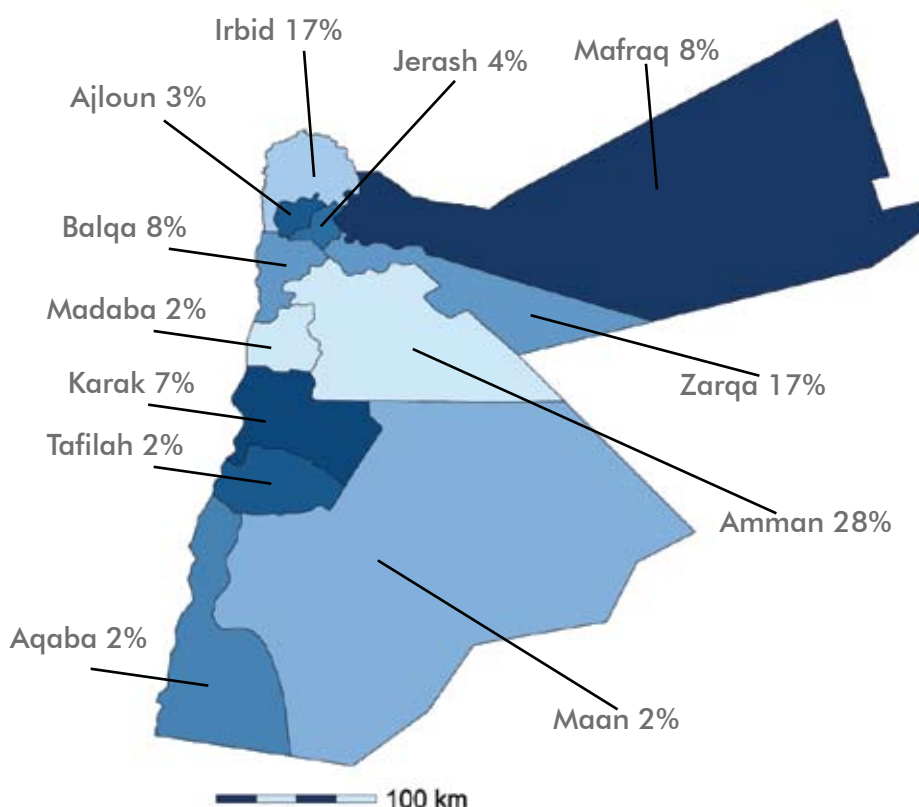 Irbid 17%
Mafraq 8%
Jerash 4%
Ajloun 3%
Balqa 8%
Madaba 2%
Karak 7%
Zarqa 17%
Tafilah 2%
Amman 28%
Aqaba 2%
Maan 2%
100 km